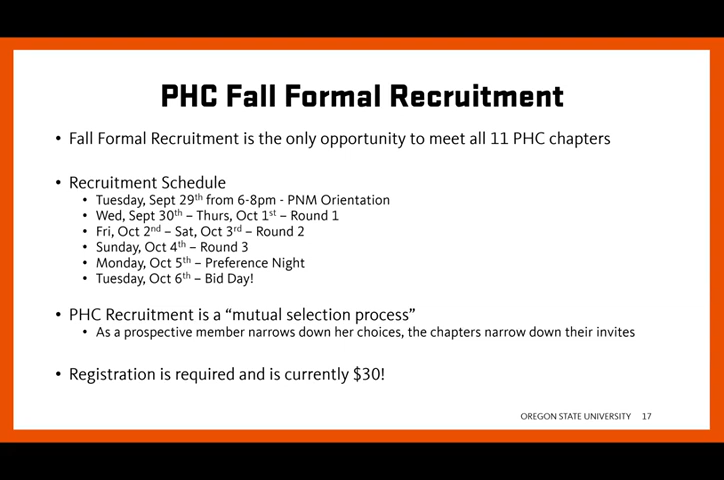 PHC Fall Formal Recruitment
• Fall Formal Recruitment is the only opportunity to meet all 11 PHC chapters
• Recruitment Schedule
• Tuesday, Sept 29th from 6-8pm - PNM Orientation
• Wed, Sept 30th – Thurs, Oct 1st – Round 1
• Fri, Oct 2nd – Sat, Oct 3rd – Round 2
• Sunday, Oct 4th – Round 3
• Monday, Oct 5th – Preference Night
• Tuesday, Oct 6th – Bid Day!
• PHC Recruitment is a “mutual selection process”
• As a prospective member narrows down her choices, the chapters narrow down their invites
• Registration is required and is currently $30!
OREGON STATE UNIVERSITY 17